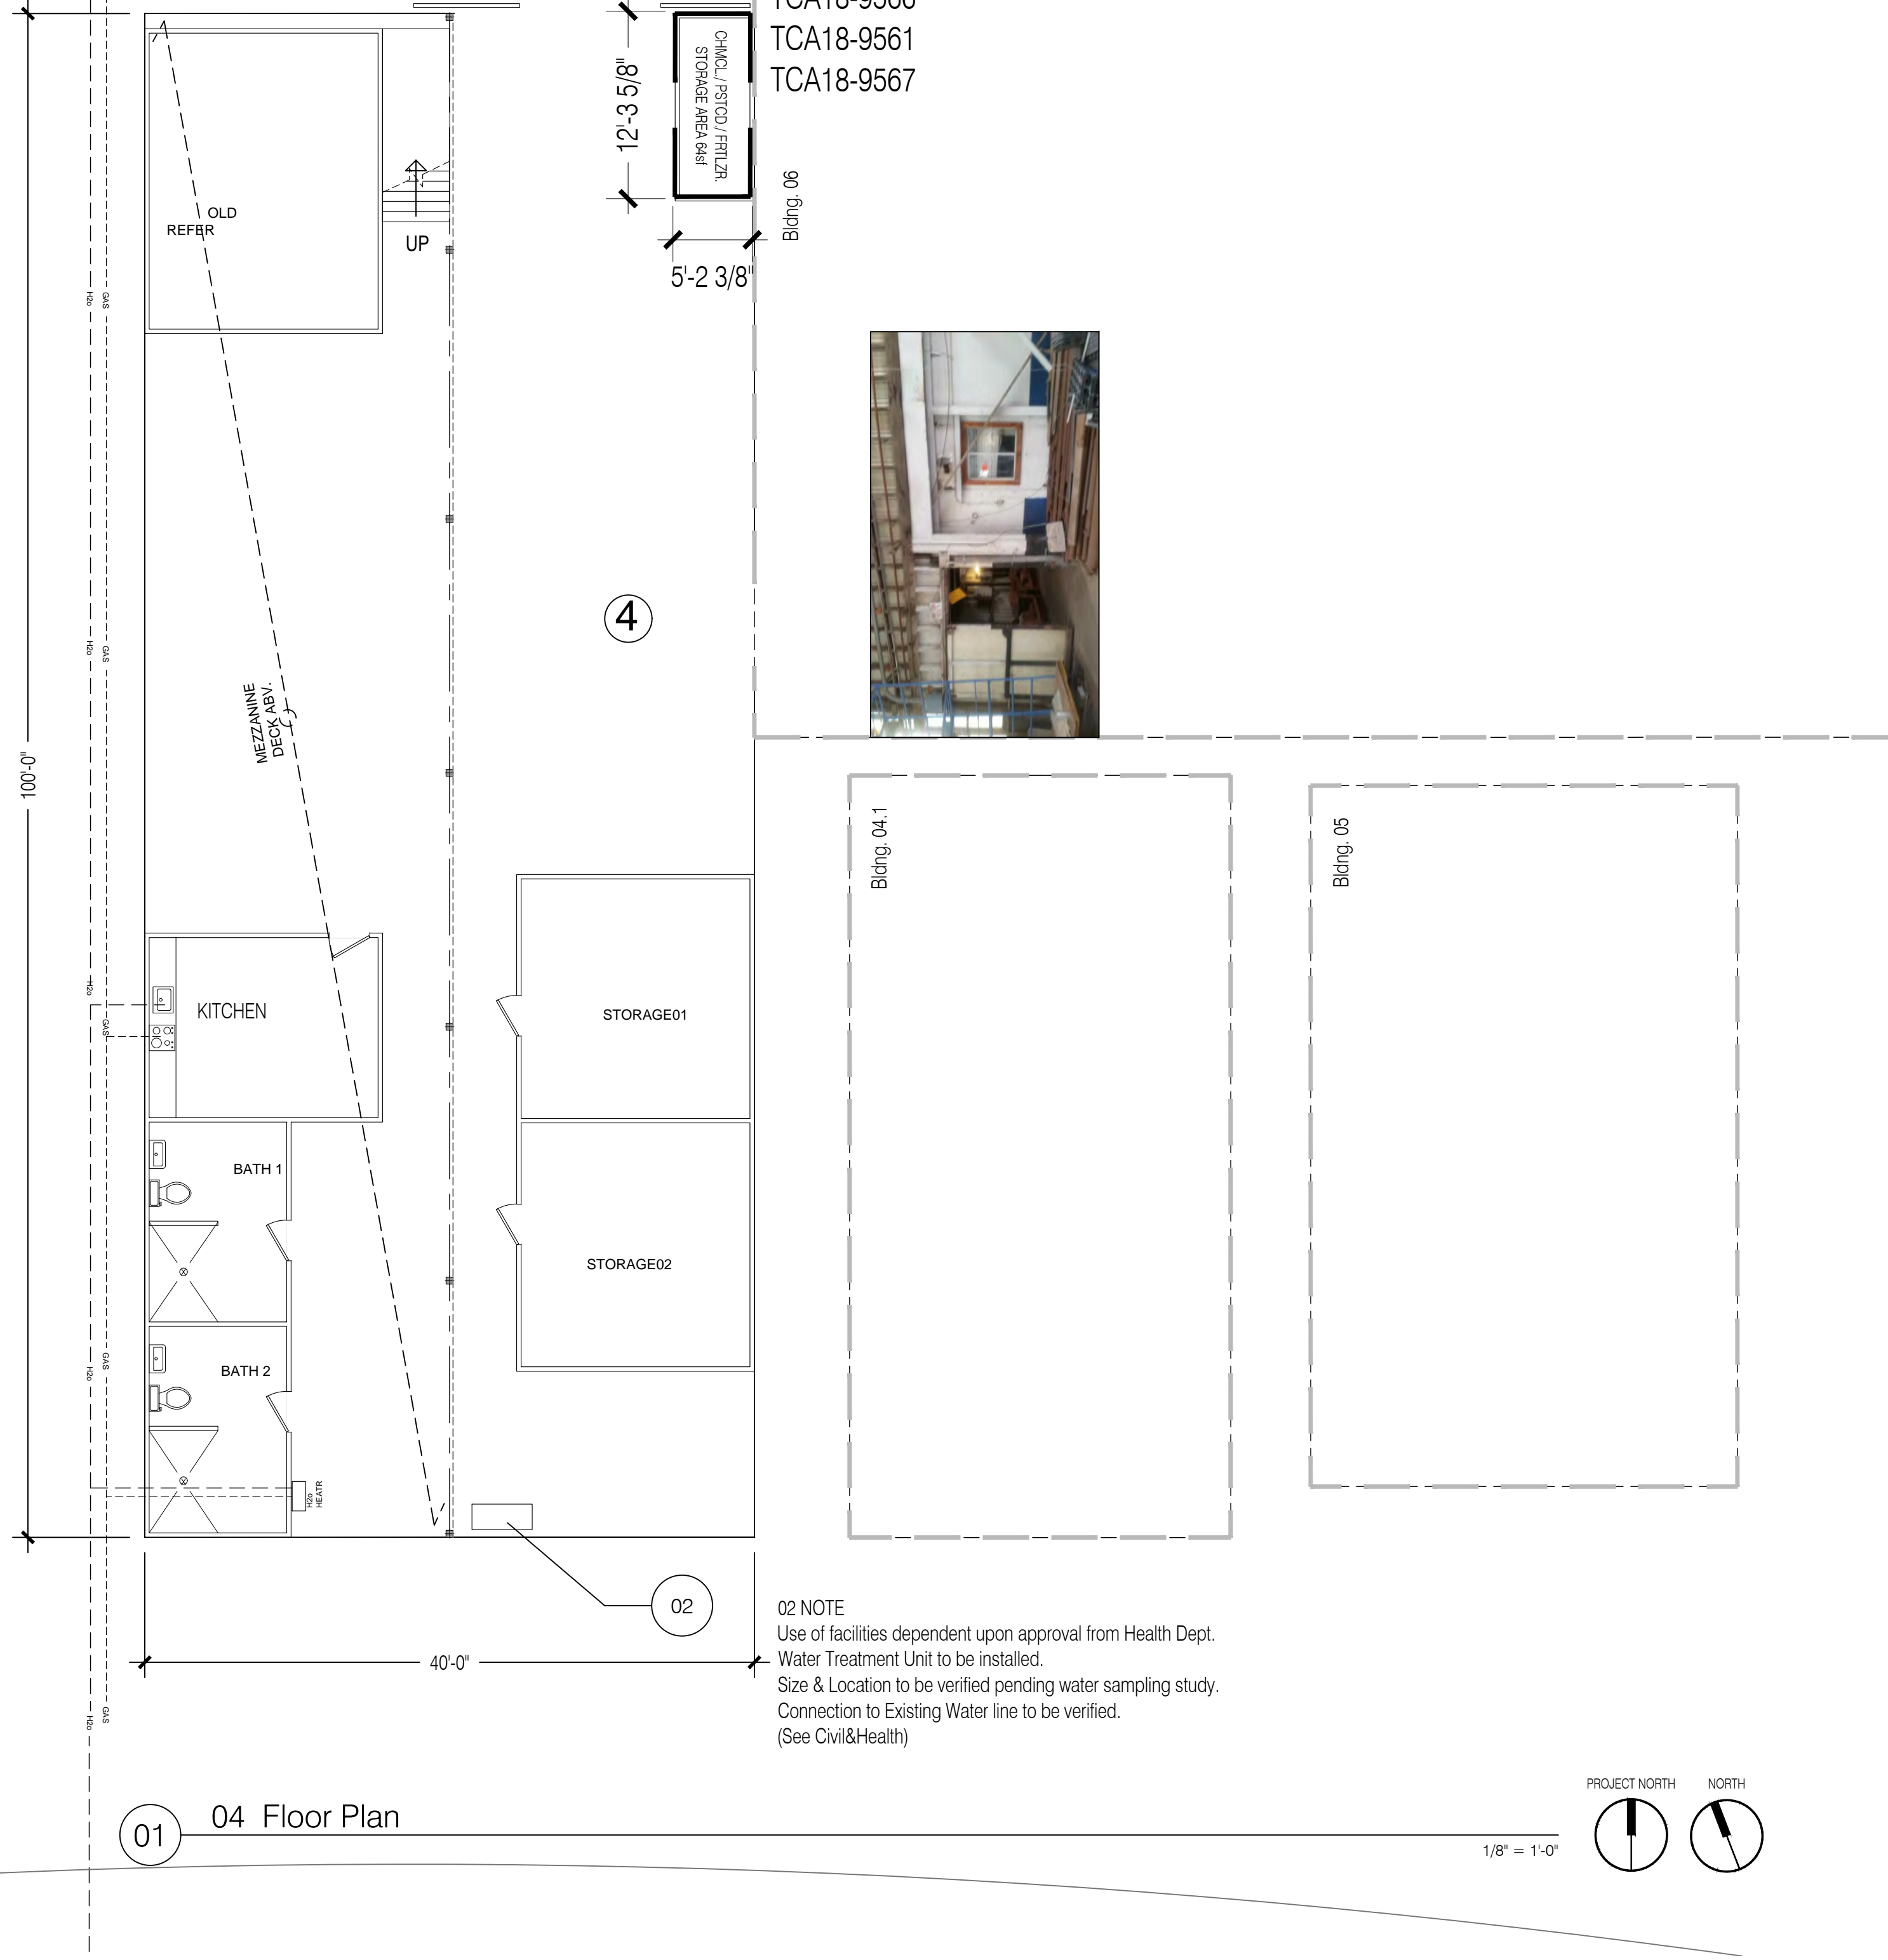 TCA18-9566
TCA18-9561
TCA18-9567
12'-3 5/8"
CHMCL./ PSTCD./ FRTLZR.
STORAGE AREA 64sf
Bldng. 06
5'-2 3/8"
OLD
REFER
UP
H2o
GAS
4
H2o
GAS
MEZZANINE
DECK ABV.
100'-0"
Bldng. 04.1
Bldng. 05
H2o
KITCHEN
GAS
STORAGE01
BATH 1
STORAGE02
H2o
GAS
BATH 2
H2o
HEATR
02
02 NOTE
Use of facilities dependent upon approval from Health Dept.
Water Treatment Unit to be installed.
Size & Location to be verified pending water sampling study.
Connection to Existing Water line to be verified.
(See Civil&Health)
40'-0"
H2o
GAS
PROJECT NORTH
NORTH
01
04 Floor Plan
1/8" = 1'-0"